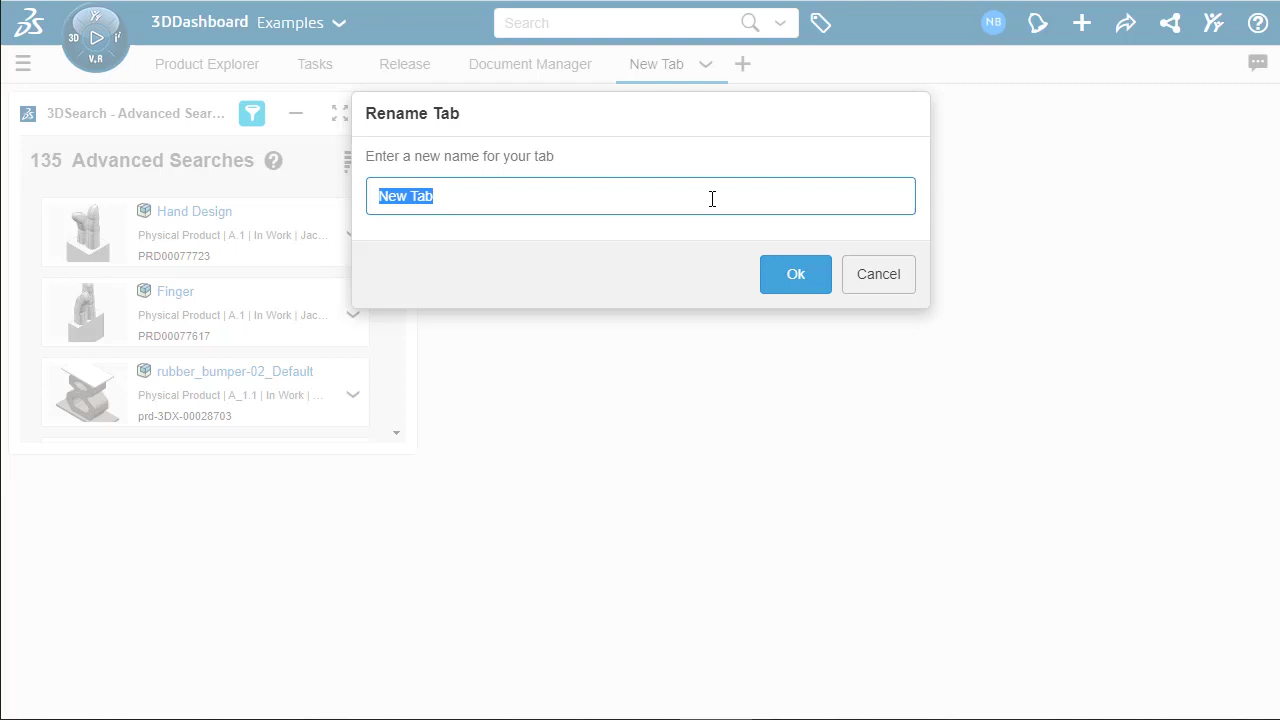 3DDashboard Examples
Search
NB
3D
V.R
Product Explorer Tasks Release Document Manager New Tab
3DSearch - Advanced Sear...
135 Advanced Searches
Hand Design
Physical Product | A.1 | In Work | Jac...
PRD00077723
Finger
Physical Product | A.1 | In Work | Jac...
PRD00077617
rubber_bumper-02_Default
Physical Product | A_1.1 | In Work | ...
prd-3DX-00028703
Rename Tab
Enter a new name for your tab
New Tab
Ok Cancel